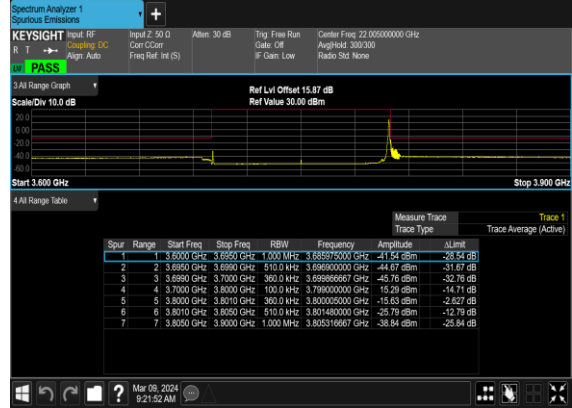 Spectrum Analyzer 1
Spurious Emissions
+
KEYSIGHT Input: RF Input Z: 50 Ω Atten: 30 dB Trig: Free Run Center Freq: 22.005000000 GHz
R T Coupling: DC Corr CCorr Gate: Off Avg|Hold: 300/300
Align: Auto Freq Ref: Int (S) IF Gain: Low Radio Std: None
PASS
3 All Range Graph
Ref Lvl Offset 15.87 dB
Scale/Div 10.0 dB Ref Value 30.00 dBm
20.0
0.00
-20.0
-40.0
-60.0
Start 3.600 GHz Stop 3.900 GHz
4 All Range Table
Measure Trace Trace 1
Trace Type Trace Average (Active)
Spur Range Start Freq Stop Freq RBW Frequency Amplitude ΔLimit
1 1 3.6000 GHz 3.6950 GHz 1.000 MHz 3.685975000 GHz -41.54 dBm -28.54 dB
2 2 3.6950 GHz 3.6990 GHz 510.0 kHz 3.696900000 GHz -44.67 dBm -31.67 dB
3 3 3.6990 GHz 3.7000 GHz 360.0 kHz 3.699866667 GHz -45.76 dBm -32.76 dB
4 4 3.7000 GHz 3.8000 GHz 100.0 kHz 3.799000000 GHz 15.29 dBm -14.71 dB
5 5 3.8000 GHz 3.8010 GHz 360.0 kHz 3.800005000 GHz -15.63 dBm -2.627 dB
6 6 3.8010 GHz 3.8050 GHz 510.0 kHz 3.801480000 GHz -25.79 dBm -12.79 dB
7 7 3.8050 GHz 3.9000 GHz 1.000 MHz 3.805316667 GHz -38.84 dBm -25.84 dB
? Mar 09, 2024
9:21:52 AM